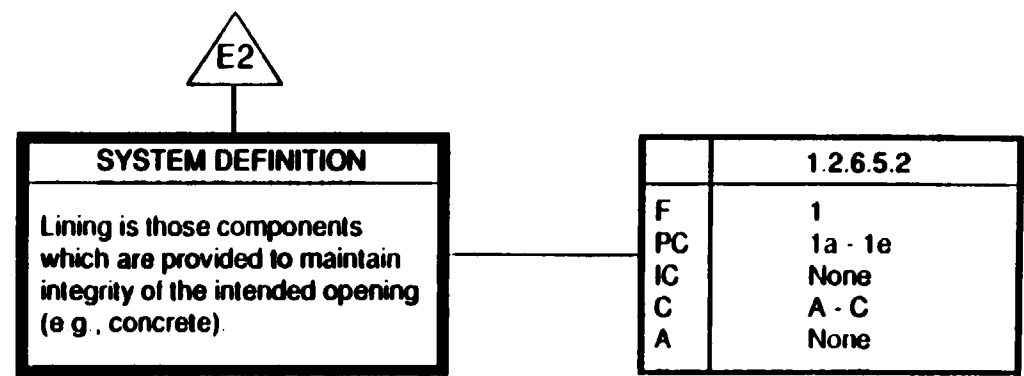 E2
SYSTEM DEFINITION
Lining is those components
which are provided to maintain
integrity of the intended opening
(e g., concrete).
1.2.6.5.2
F 1
PC 1a - 1e
IC None
C A - C
A None